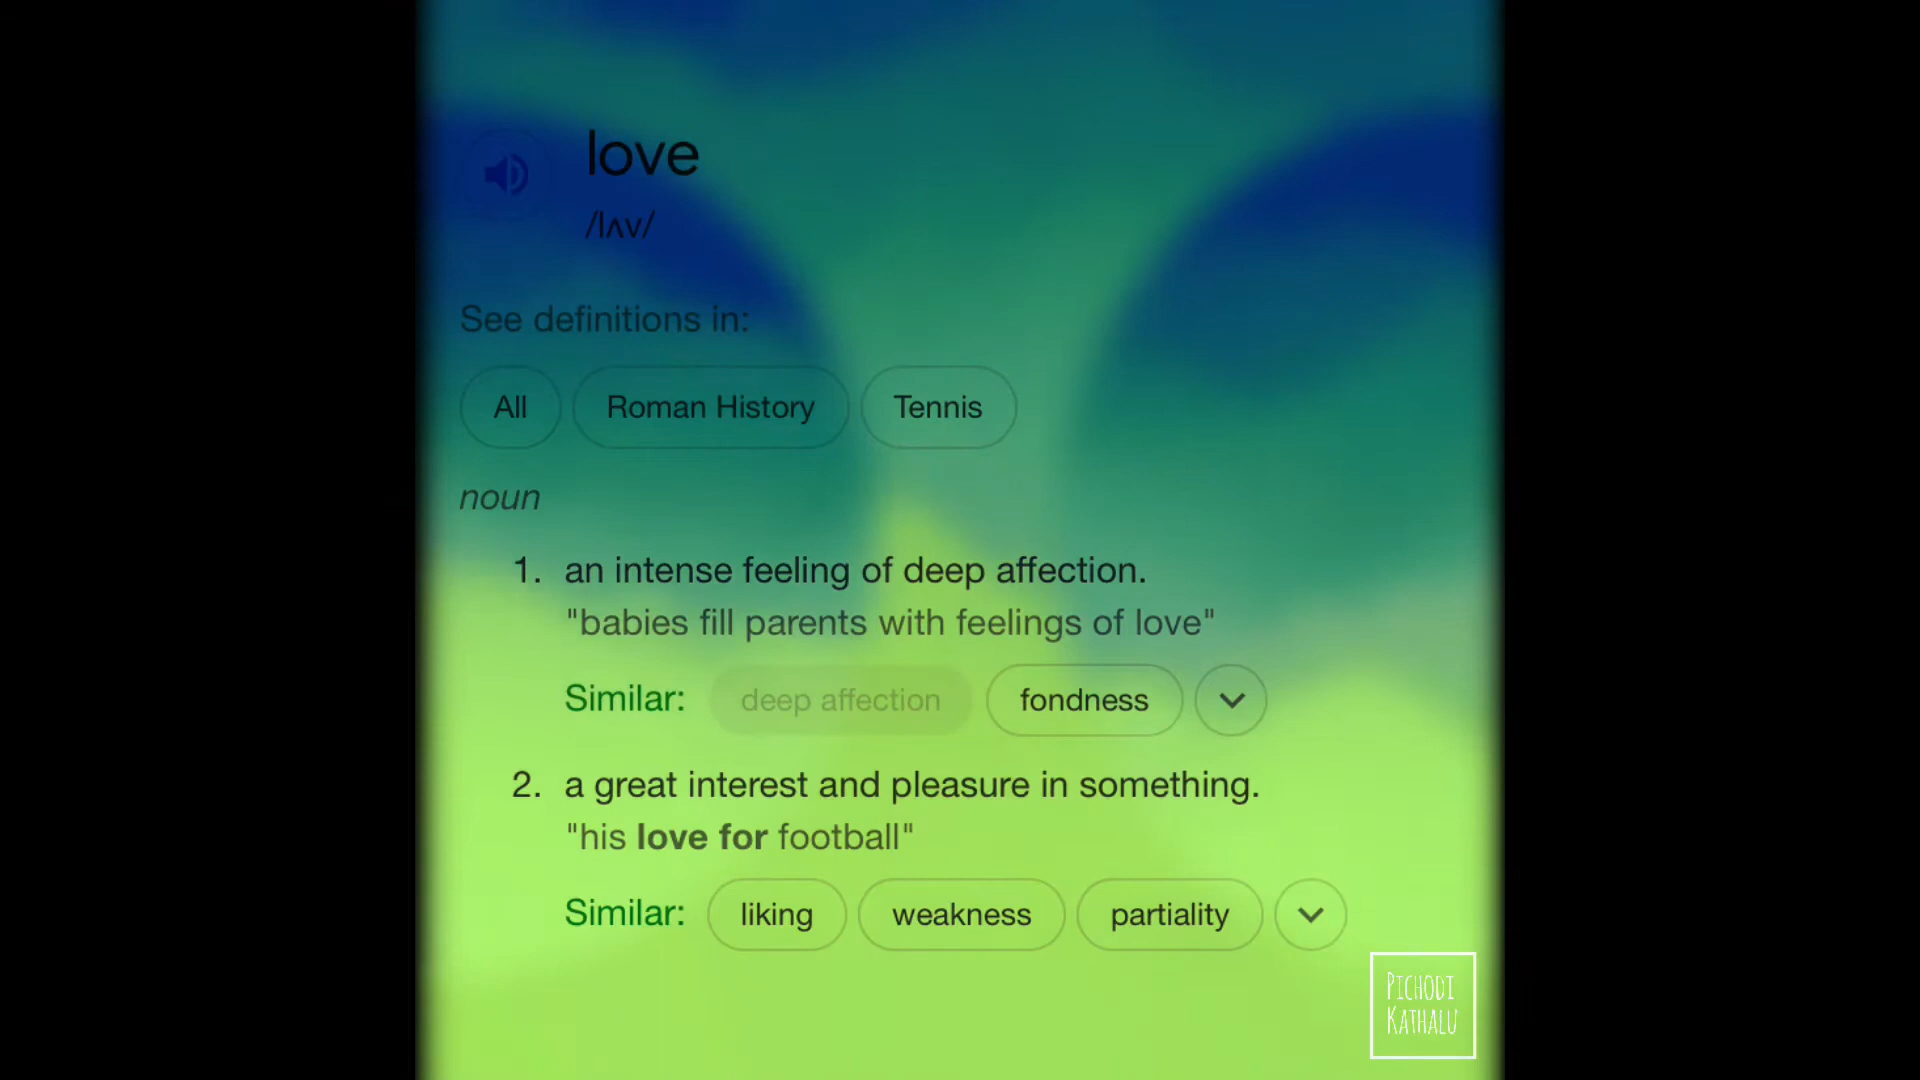 love
/lʌv/
See definitions in:
All Roman History Tennis
noun
1. an intense feeling of deep affection.
"babies fill parents with feelings of love"
Similar: deep affection fondness
2. a great interest and pleasure in something.
"his love for football"
Similar: liking weakness partiality
PICHODI
KATHALU